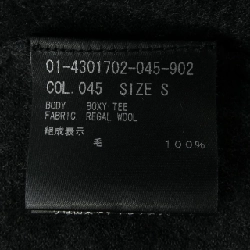 01-4301702-045-902
COL.045 SIZE S
BODY BOXY TEE
FABRIC REGAL WOOL
組成表示
毛 100%